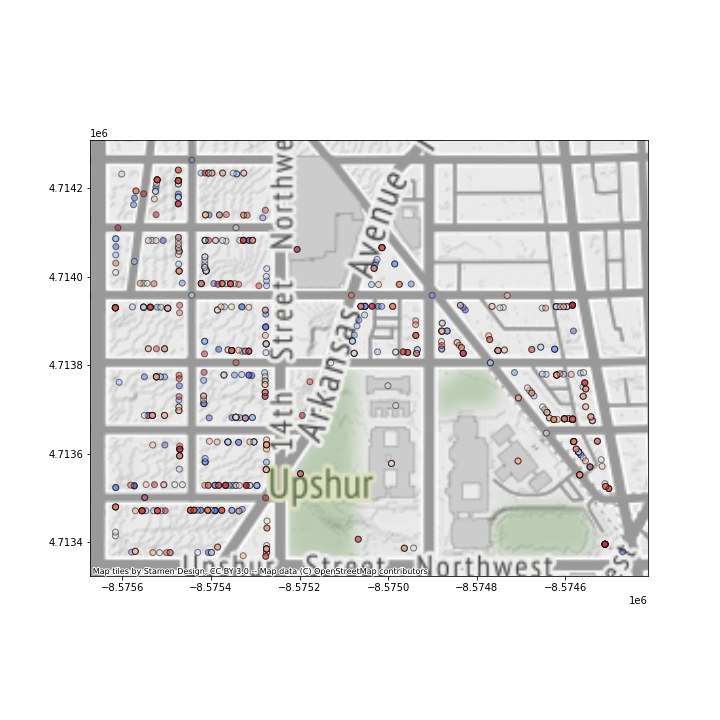 1e6
4.7142
4.7140
4.7138
4.7136
4.7134
14th Street Northwe
Arkansas Avenue
Upshur
Upshur Street Northwest
est
Map tiles by Stamen Design, CC BY 3.0 -- Map data (C) OpenStreetMap contributors
−8.5756
−8.5754
−8.5752
−8.5750
−8.5748
−8.5746
1e6